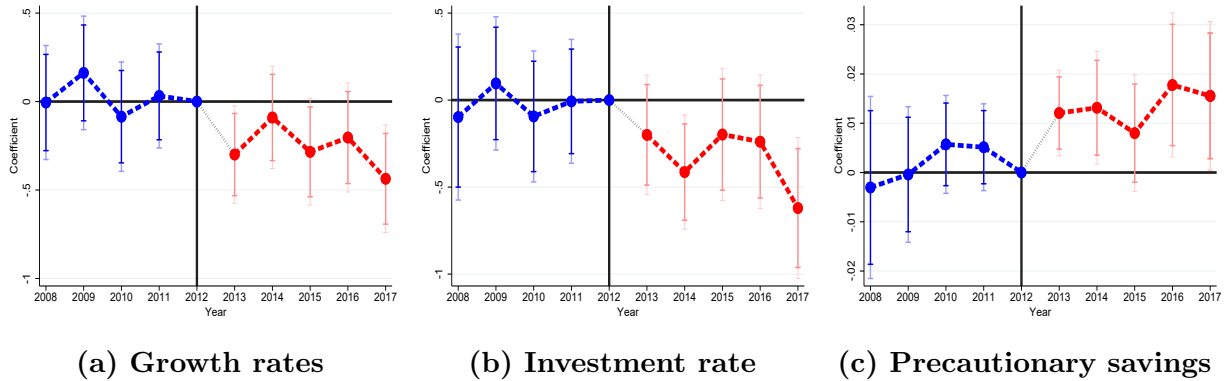 .5
0
-.5
-1
Coefficient
2008 2009 2010 2011 2012 2013 2014 2015 2016 2017
Year
(a) Growth rates
.5
0
-.5
-1
Coefficient
2008 2009 2010 2011 2012 2013 2014 2015 2016 2017
Year
(b) Investment rate
.03
.02
.01
0
-.01
-.02
Coefficient
2008 2009 2010 2011 2012 2013 2014 2015 2016 2017
Year
(c) Precautionary savings